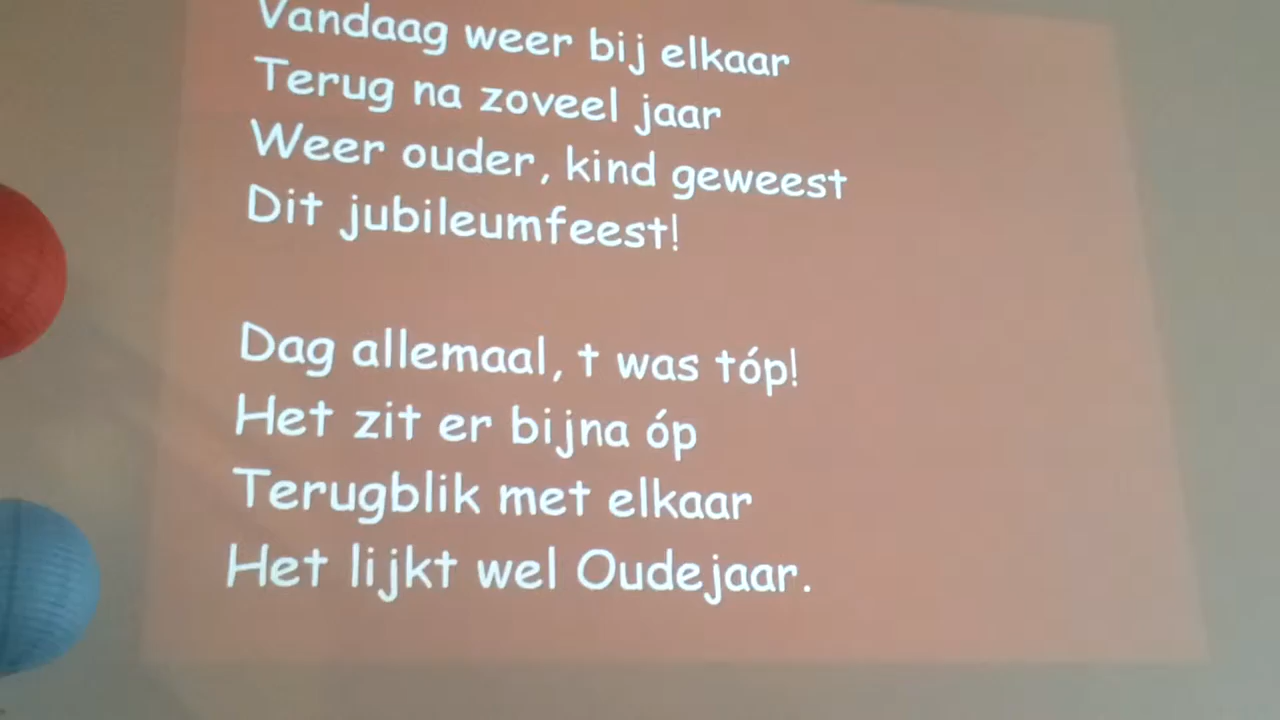 Vandaag weer bij elkaar
Terug na zoveel jaar
Weer ouder, kind geweest
Dit jubileumfeest!
Dag allemaal, t was tóp!
Het zit er bijna óp
Terugblik met elkaar
Het lijkt wel Oudejaar.